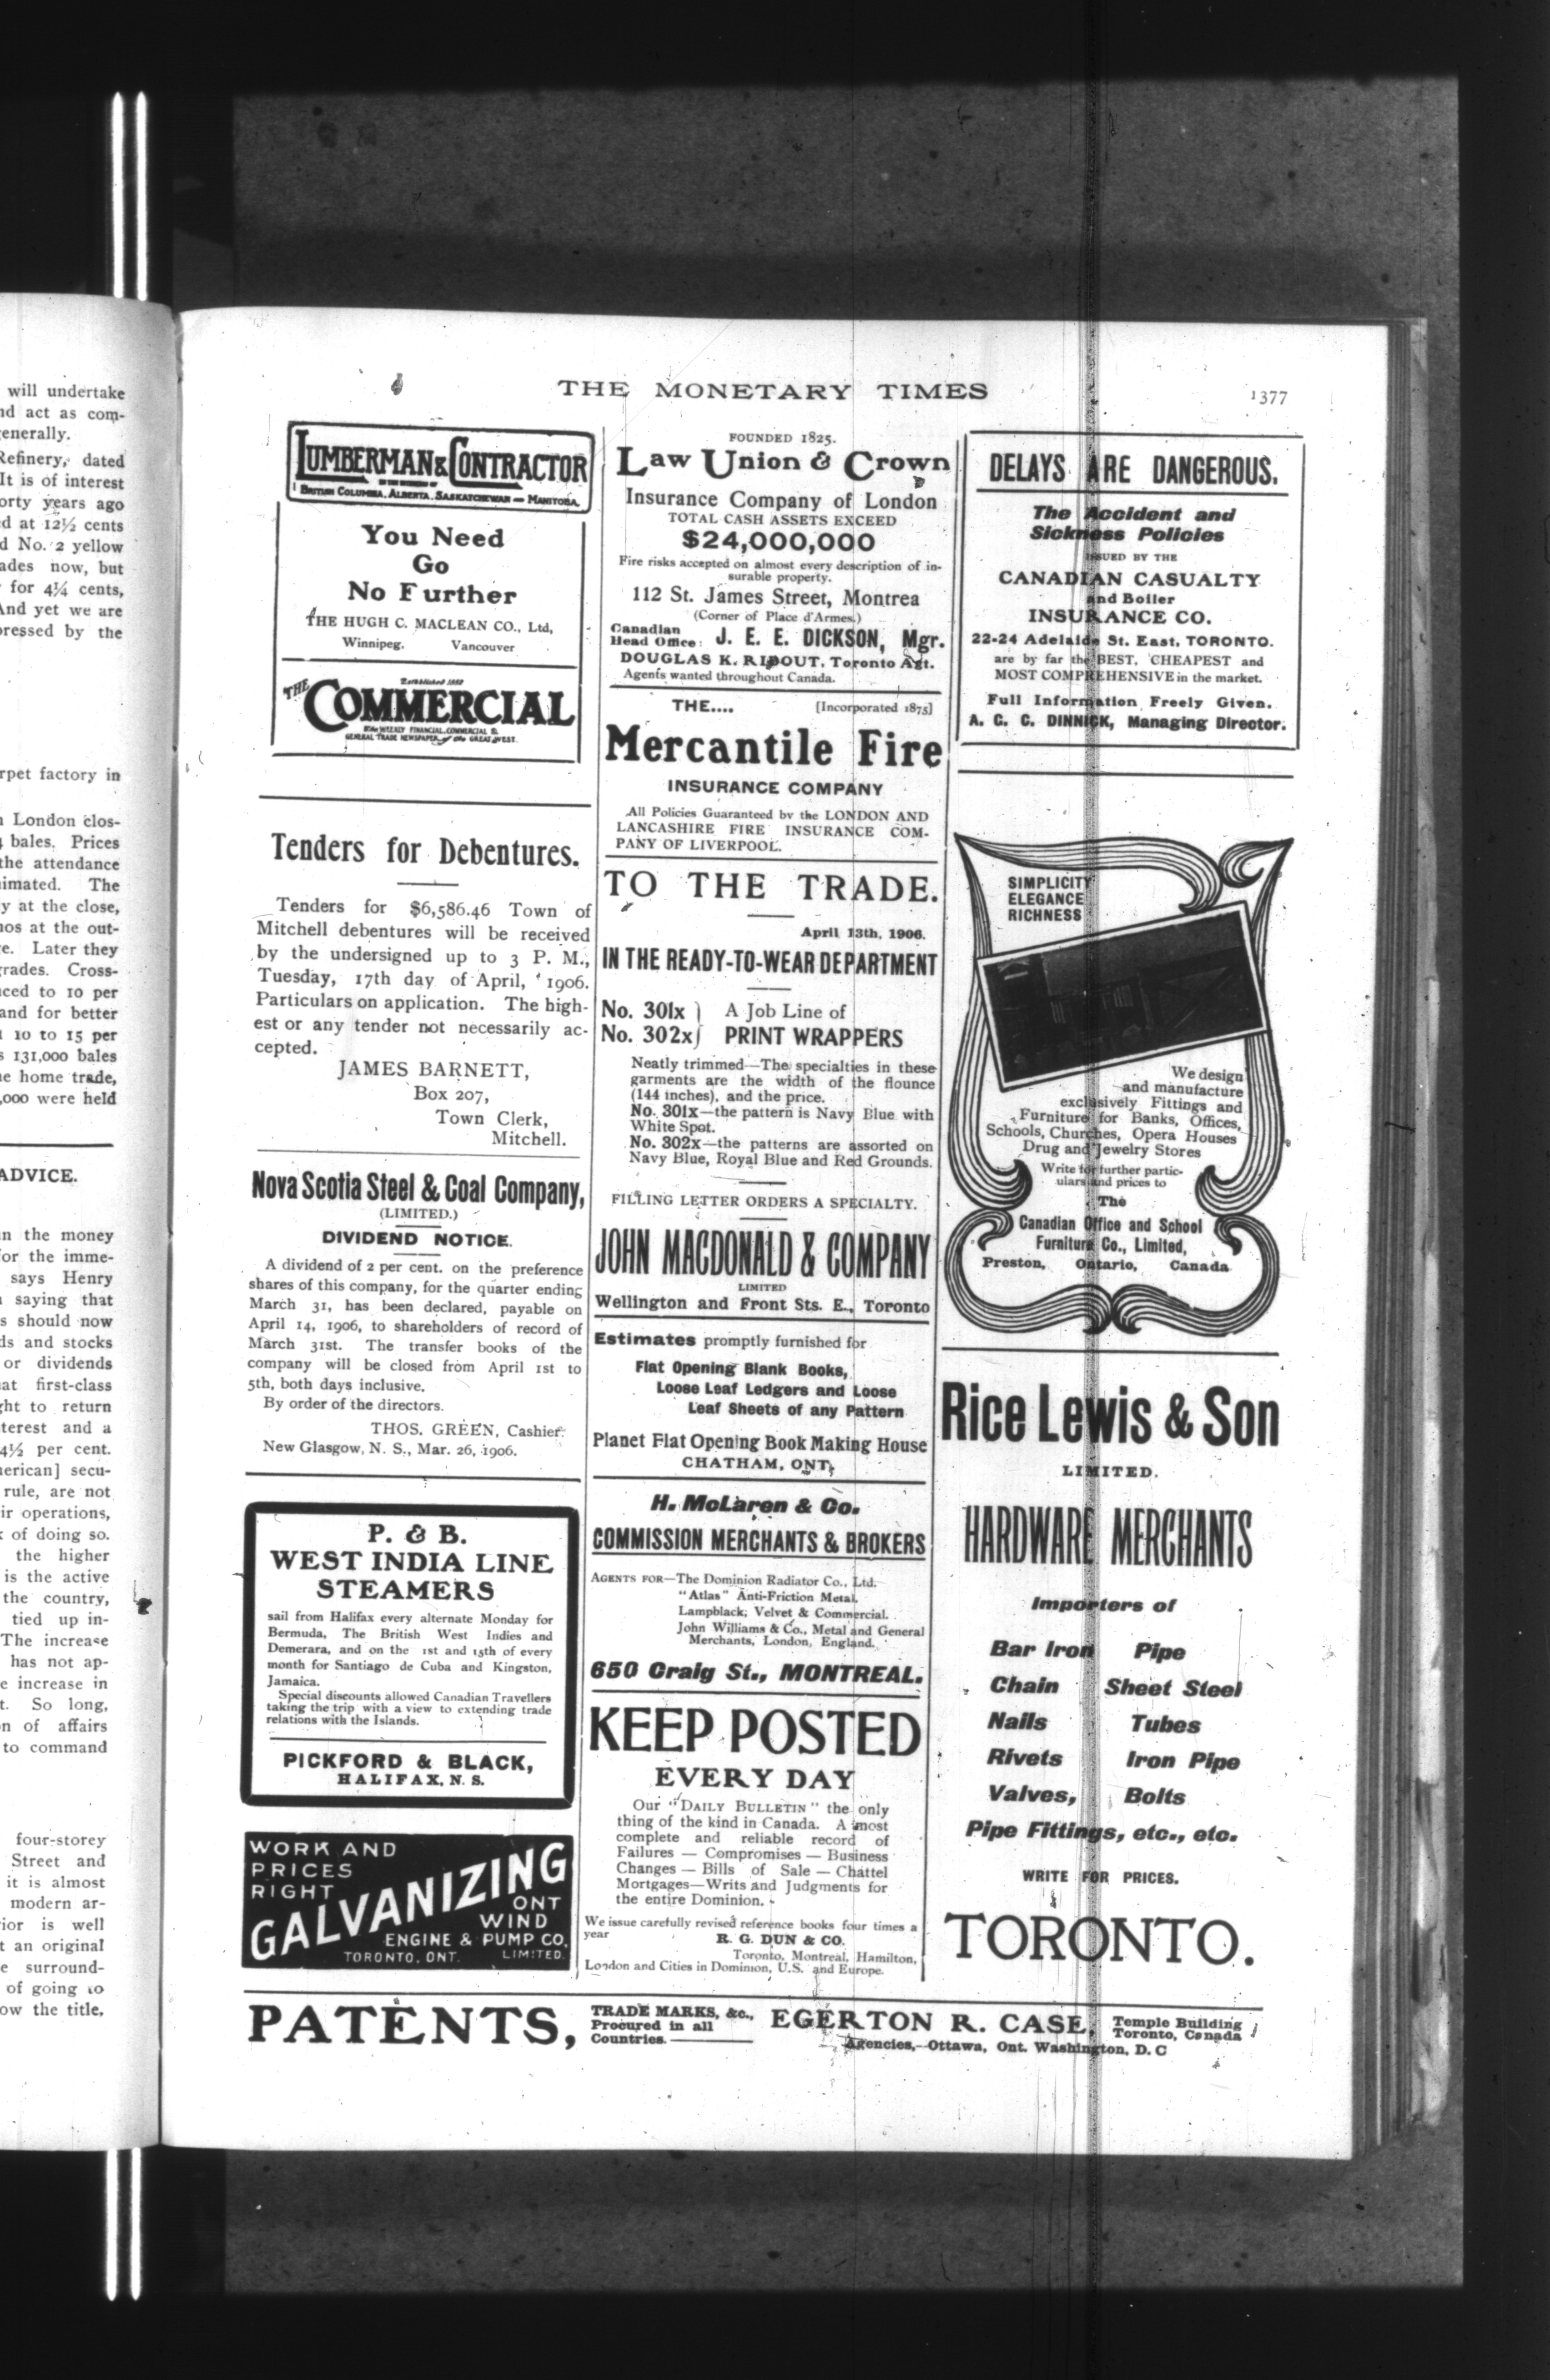 will undertake
nd act as com-
enerally.
Refinery, dated
It is of interest
orty years ago
d at 12½ cents
d No. 2 yellow
ades now, but
for 4¼ cents,
And yet we are
pressed by the
rpet factory in
n London clos-
bales. Prices
the attendance
imated. The
y at the close,
nos at the out-
e. Later they
rades. Cross-
ced to 10 per
and for better
10 to 15 per
s 131,000 bales
he home trade,
,000 were held
ADVICE.
n the money
for the imme-
says Henry
saying that
s should now
ds and stocks
or dividends
at first-class
ght to return
terest and a
4½ per cent.
merican] secu-
rule, are not
ir operations,
k of doing so.
the higher
is the active
the country,
tied up in-
The increase
has not ap-
e increase in
t. So long,
n of affairs
to command
four-storey
Street and
it is almost
modern ar-
ior is well
t an original
e surround-
of going to
ow the title,
THE MONETARY TIMES
1377
LUMBERMAN & CONTRACTOR
BRITISH COLUMBIA, ALBERTA, SASKATCHEWAN — MANITOBA.
You Need
Go
No Further
THE HUGH C. MACLEAN CO., Ltd,
Winnipeg. Vancouver
Established 1882
THE COMMERCIAL
WEEKLY FINANCIAL, COMMERCIAL &
GENERAL TRADE NEWSPAPER of the GREAT WEST.
Tenders for Debentures.
Tenders for $6,586.46 Town of
Mitchell debentures will be received
by the undersigned up to 3 P. M.,
Tuesday, 17th day of April, 1906.
Particulars on application. The high-
est or any tender not necessarily ac-
cepted.
JAMES BARNETT,
Box 207,
Town Clerk,
Mitchell.
Nova Scotia Steel & Coal Company,
(LIMITED.)
DIVIDEND NOTICE.
A dividend of 2 per cent. on the preference
shares of this company, for the quarter ending
March 31, has been declared, payable on
April 14, 1906, to shareholders of record of
March 31st. The transfer books of the
company will be closed from April 1st to
5th, both days inclusive.
By order of the directors.
THOS. GREEN, Cashier.
New Glasgow, N. S., Mar. 26, 1906.
P. & B.
WEST INDIA LINE
STEAMERS
sail from Halifax every alternate Monday for
Bermuda, The British West Indies and
Demerara, and on the 1st and 15th of every
month for Santiago de Cuba and Kingston,
Jamaica.
Special discounts allowed Canadian Travellers
taking the trip with a view to extending trade
relations with the Islands.
PICKFORD & BLACK,
HALIFAX, N. S.
WORK AND
PRICES
RIGHT
GALVANIZING
ONT
WIND
ENGINE & PUMP CO,
TORONTO, ONT. LIMITED.
FOUNDED 1825.
Law Union & Crown
Insurance Company of London
TOTAL CASH ASSETS EXCEED
$24,000,000
Fire risks accepted on almost every description of in-
surable property.
112 St. James Street, Montrea
(Corner of Place d'Armes.)
Canadian
Head Office: J. E. E. DICKSON, Mgr.
DOUGLAS K. RIDOUT, Toronto Agt.
Agents wanted throughout Canada.
THE.... [Incorporated 1875]
Mercantile Fire
INSURANCE COMPANY
All Policies Guaranteed by the LONDON AND
LANCASHIRE FIRE INSURANCE COM-
PANY OF LIVERPOOL.
TO THE TRADE.
April 13th, 1906.
IN THE READY-TO-WEAR DEPARTMENT
No. 301x } A Job Line of
No. 302x } PRINT WRAPPERS
Neatly trimmed—The specialties in these
garments are the width of the flounce
(144 inches), and the price.
No. 301x—the pattern is Navy Blue with
White Spot.
No. 302x—the patterns are assorted on
Navy Blue, Royal Blue and Red Grounds.
FILLING LETTER ORDERS A SPECIALTY.
JOHN MACDONALD & COMPANY
LIMITED
Wellington and Front Sts. E., Toronto
Estimates promptly furnished for
Flat Opening Blank Books,
Loose Leaf Ledgers and Loose
Leaf Sheets of any Pattern
Planet Flat Opening Book Making House
CHATHAM, ONT.
H. McLaren & Co.
COMMISSION MERCHANTS & BROKERS
AGENTS FOR—The Dominion Radiator Co., Ltd.
"Atlas" Anti-Friction Metal.
Lampblack; Velvet & Commercial.
John Williams & Co., Metal and General
Merchants, London, England.
650 Craig St., MONTREAL.
KEEP POSTED
EVERY DAY
Our "DAILY BULLETIN" the only
thing of the kind in Canada. A most
complete and reliable record of
Failures — Compromises — Business
Changes — Bills of Sale — Chattel
Mortgages—Writs and Judgments for
the entire Dominion.
We issue carefully revised reference books four times a
year
R. G. DUN & CO.
Toronto, Montreal, Hamilton,
London and Cities in Dominion, U.S. and Europe.
DELAYS ARE DANGEROUS.
The Accident and
Sickness Policies
ISSUED BY THE
CANADIAN CASUALTY
and Boiler
INSURANCE CO.
22-24 Adelaide St. East, TORONTO.
are by far the BEST, CHEAPEST and
MOST COMPREHENSIVE in the market.
Full Information Freely Given.
A. C. C. DINNICK, Managing Director.
SIMPLICITY
ELEGANCE
RICHNESS
We design
and manufacture
exclusively Fittings and
Furniture for Banks, Offices,
Schools, Churches, Opera Houses
Drug and Jewelry Stores
Write for further partic-
ulars and prices to
The
Canadian Office and School
Furniture Co., Limited,
Preston, Ontario, Canada
Rice Lewis & Son
LIMITED.
HARDWARE MERCHANTS
Importers of
Bar Iron Pipe
Chain Sheet Steel
Nails Tubes
Rivets Iron Pipe
Valves, Bolts
Pipe Fittings, etc., etc.
WRITE FOR PRICES.
TORONTO.
PATENTS,
TRADE MARKS, &c.,
Procured in all
Countries.
EGERTON R. CASE,
Temple Building
Toronto, Canada
Agencies,—Ottawa, Ont. Washington, D. C